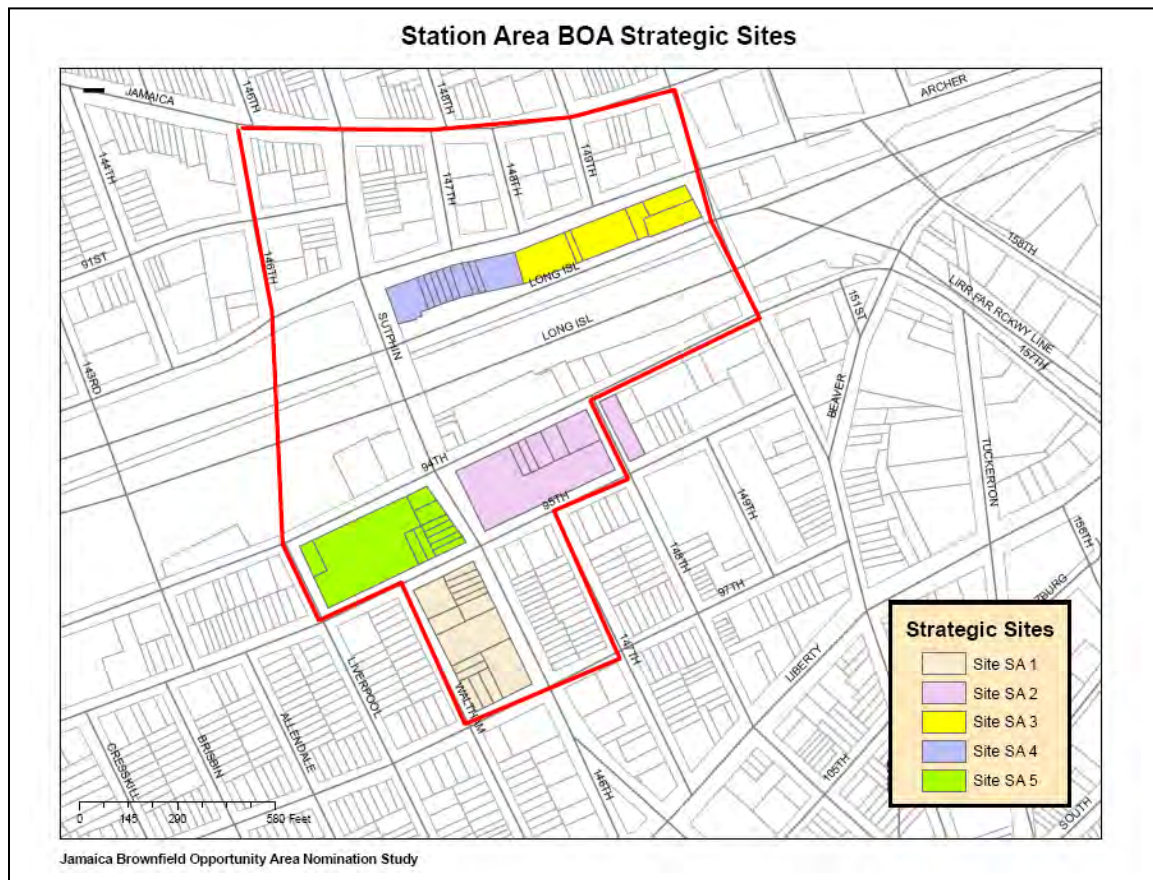 Station Area BOA Strategic Sites
JAMAICA
146TH
148TH
ARCHER
144TH
147TH
148TH
149TH
91ST
146TH
158TH
LONG ISL
LIRR-FAR RCKWY LINE
151ST
SUTPHIN
LONG ISL
157TH
143RD
BEAVER
94TH
TUCKERTON
95TH
149TH
156TH
148TH
97TH
147TH
LIBERTY
LIVERPOOL
WALTHAM
ALLENDALE
BRISBIN
CRESSKILL
146TH
105TH
SOUTH
Strategic Sites
Site SA 1
Site SA 2
Site SA 3
Site SA 4
Site SA 5
0 145 290 580 Feet
Jamaica Brownfield Opportunity Area Nomination Study